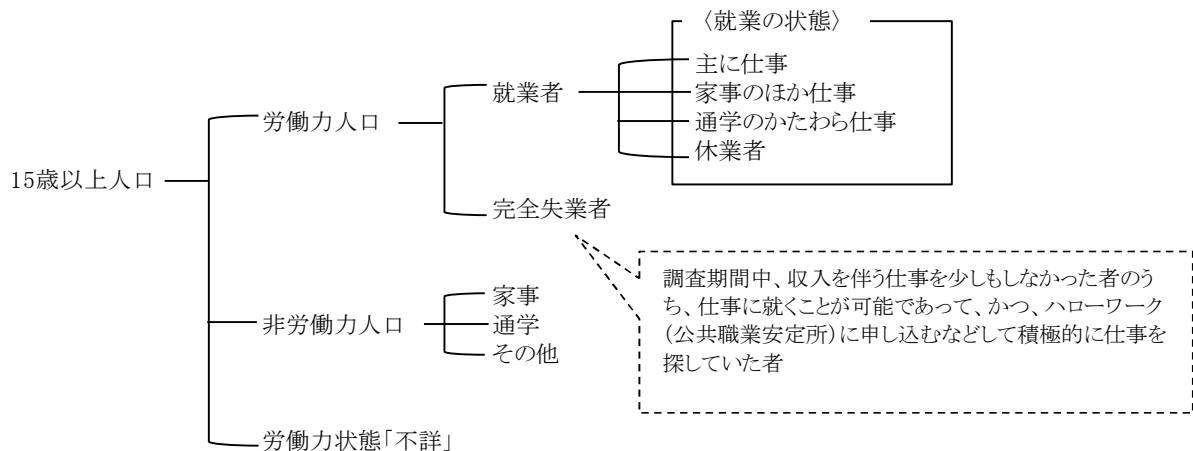 〈就業の状態〉
主に仕事
就業者
家事のほか仕事
労働力人口
通学のかたわら仕事
休業者
15歳以上人口
完全失業者
調査期間中、収入を伴う仕事を少しもしなかった者のう
ち、仕事に就くことが可能であって、かつ、ハローワーク
(公共職業安定所)に申し込むなどして積極的に仕事を
探していた者
家事
非労働力人口
通学
その他
労働力状態「不詳」